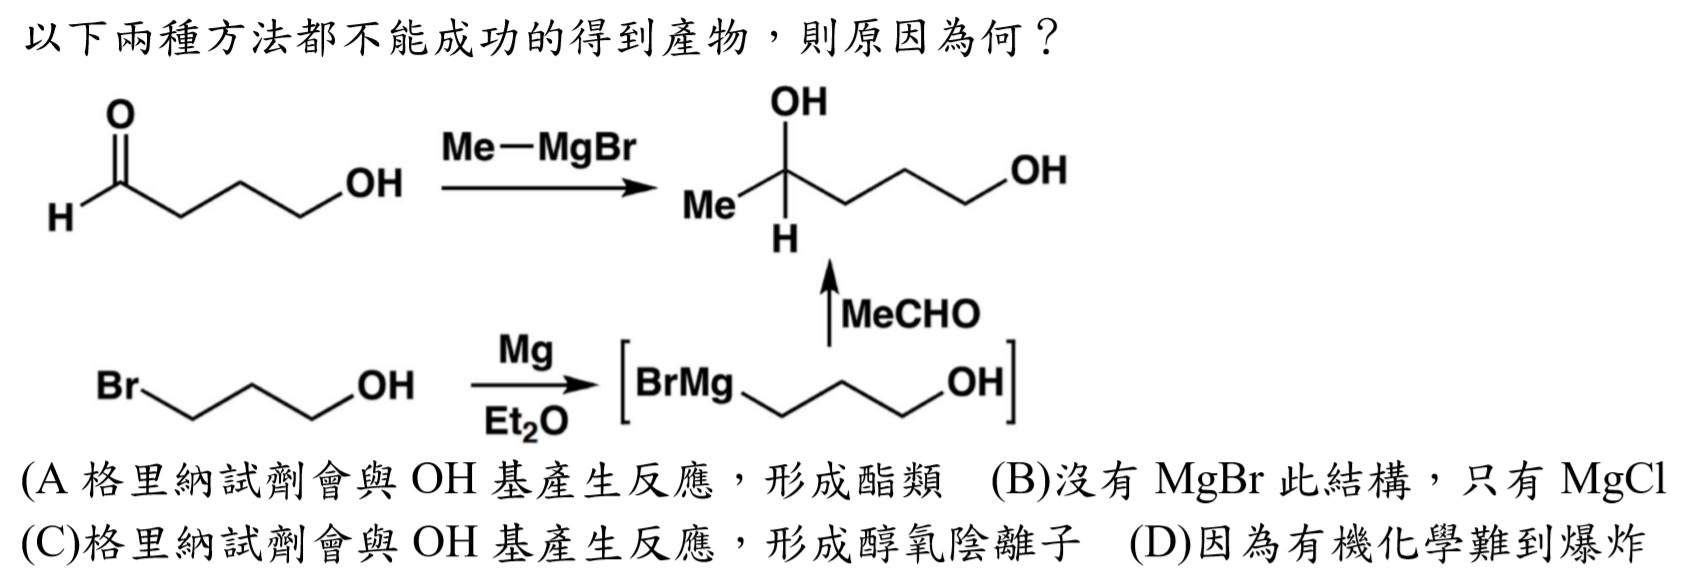 以下兩種方法都不能成功的得到產物，則原因為何？
O
H
OH
Me—MgBr
OH
Me
H
OH
MeCHO
Br
OH
Mg
Et₂O
[BrMg OH]
(A 格里納試劑會與 OH 基產生反應，形成酯類 (B)沒有 MgBr 此結構，只有 MgCl
(C)格里納試劑會與 OH 基產生反應，形成醇氧陰離子 (D)因為有機化學難到爆炸